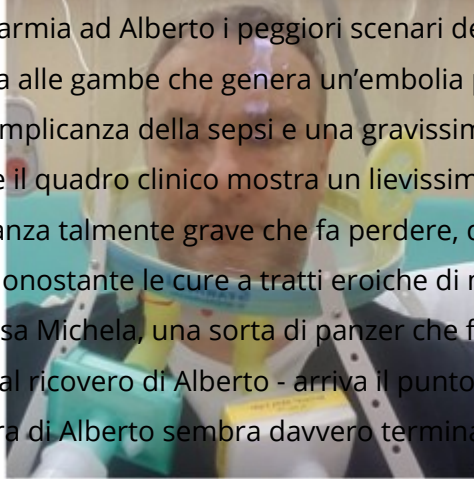 armia ad Alberto i peggiori scenari de
a alle gambe che genera un'embolia
mplicanza della sepsi e una gravissim
e il quadro clinico mostra un lievissim
anza talmente grave che fa perdere,
onostante le cure a tratti eroiche di
sa Michela, una sorta di panzer che f
al ricovero di Alberto - arriva il punto
ra di Alberto sembra davvero termina